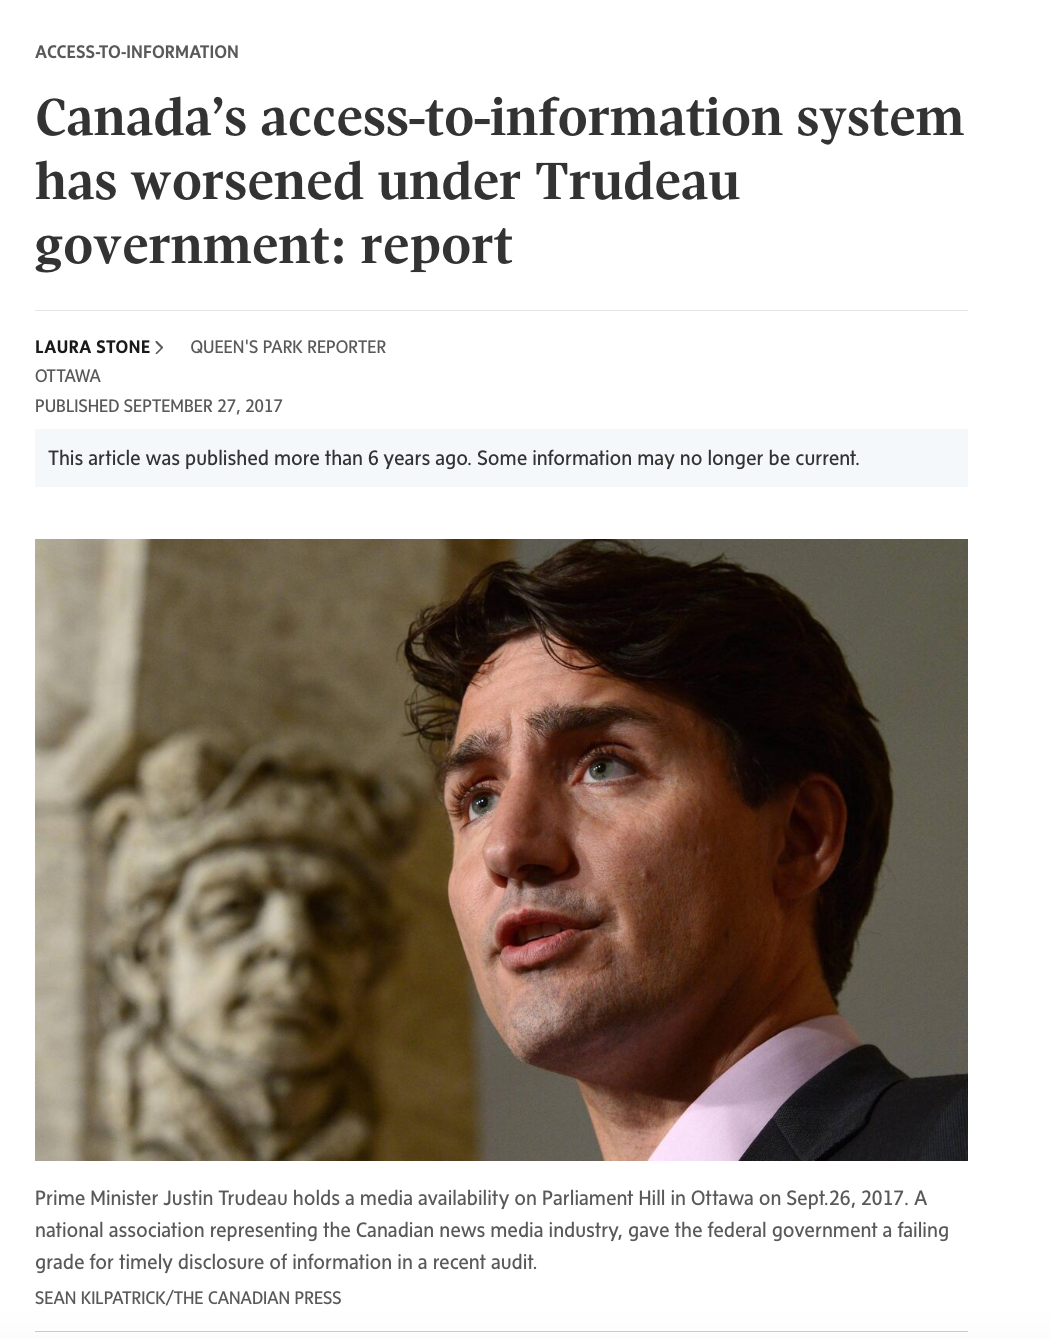 ACCESS-TO-INFORMATION
Canada’s access-to-information system
has worsened under Trudeau
government: report
LAURA STONE > QUEEN'S PARK REPORTER
OTTAWA
PUBLISHED SEPTEMBER 27, 2017
This article was published more than 6 years ago. Some information may no longer be current.
Prime Minister Justin Trudeau holds a media availability on Parliament Hill in Ottawa on Sept.26, 2017. A
national association representing the Canadian news media industry, gave the federal government a failing
grade for timely disclosure of information in a recent audit.
SEAN KILPATRICK/THE CANADIAN PRESS